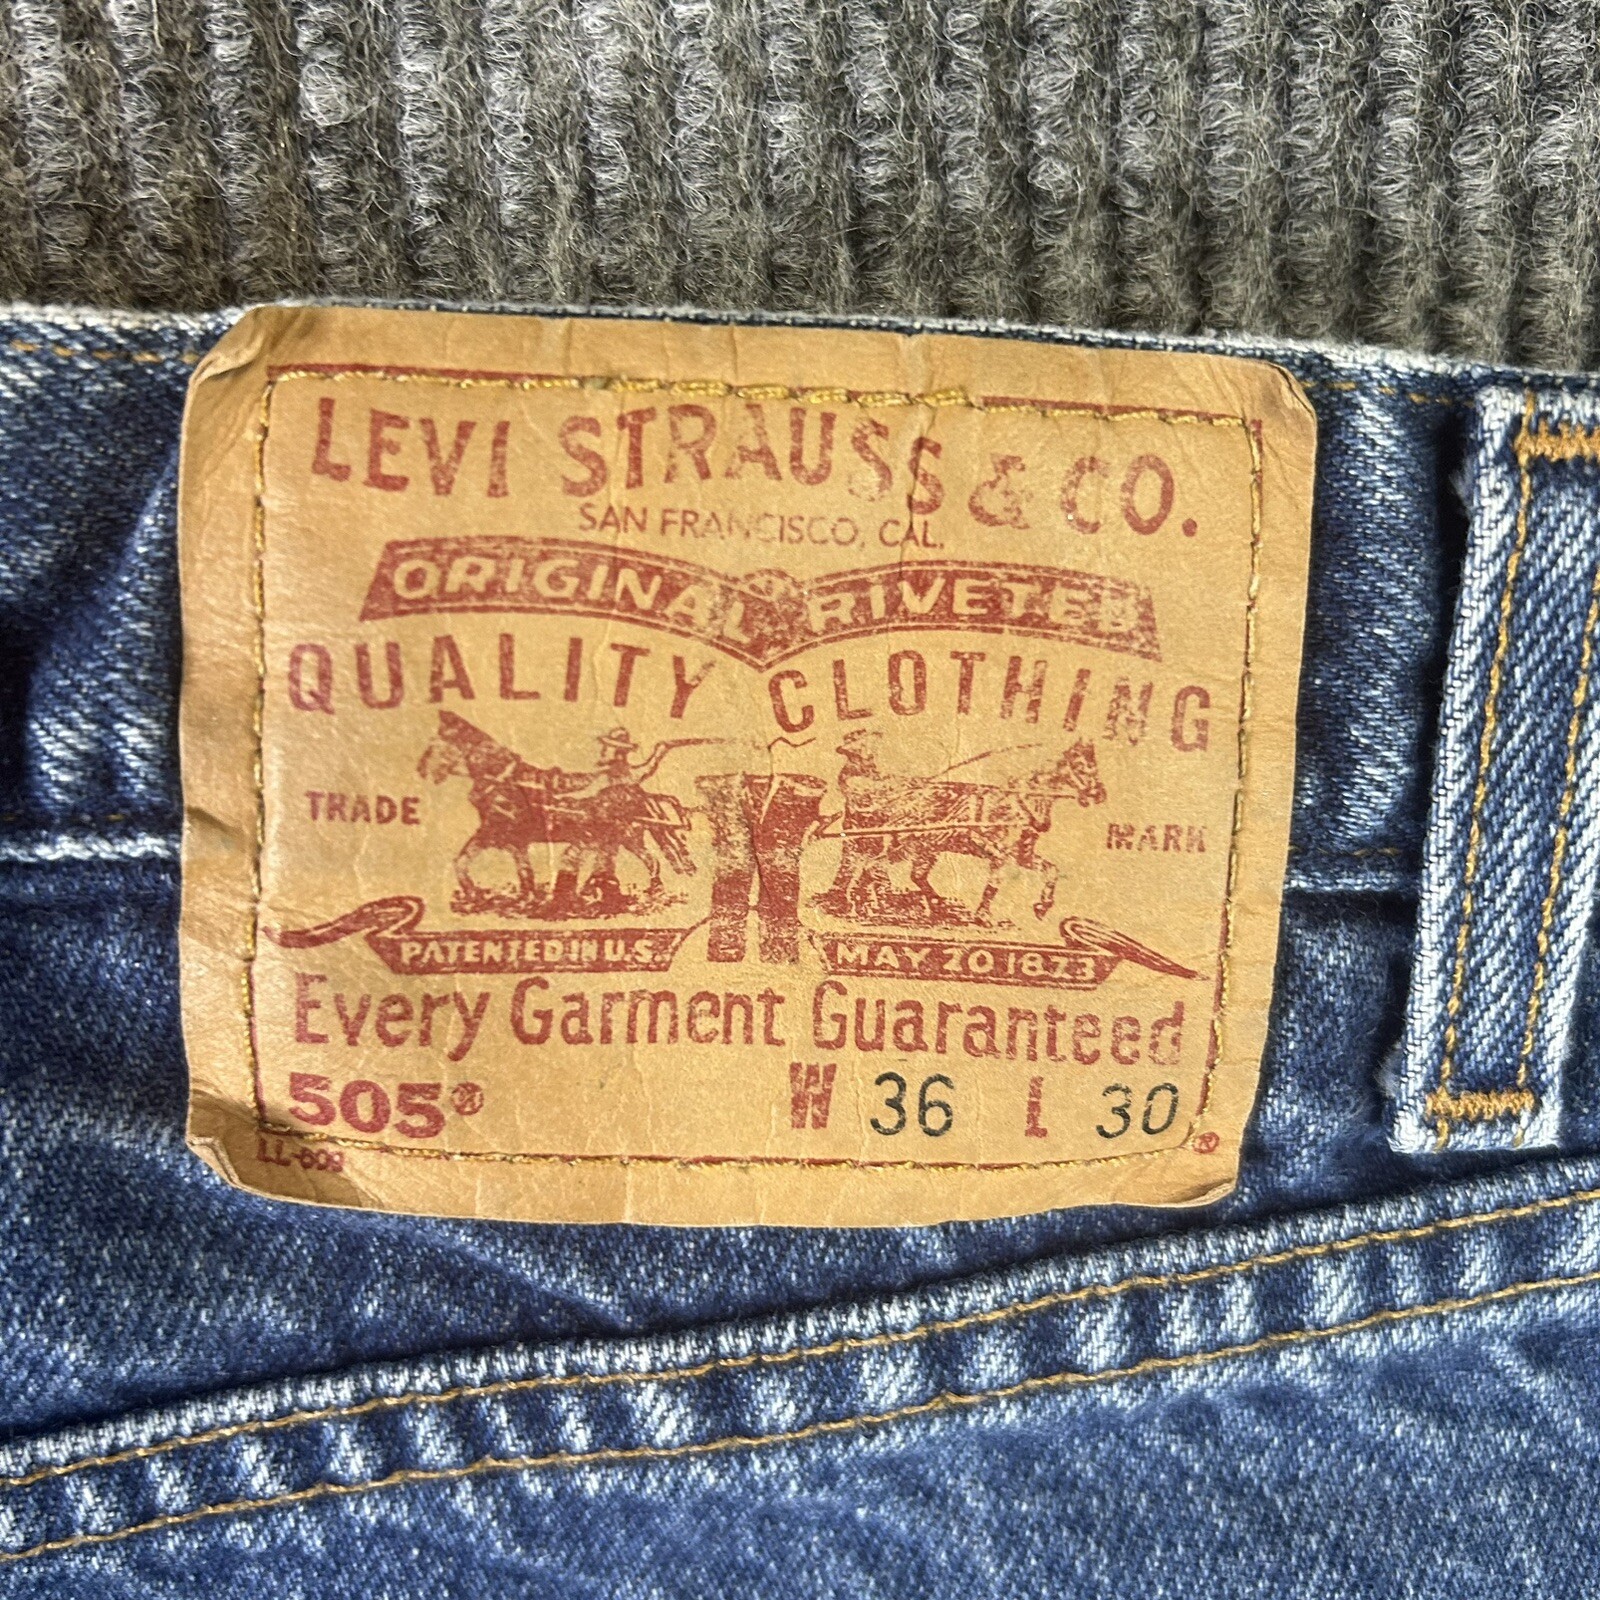 LEVI STRAUSS & CO.
SAN FRANCISCO, CAL.
ORIGINAL RIVETED
QUALITY CLOTHING
TRADE MARK
PATENTED IN U.S. MAY 20 1873
Every Garment Guaranteed
505® W 36 L 30
®